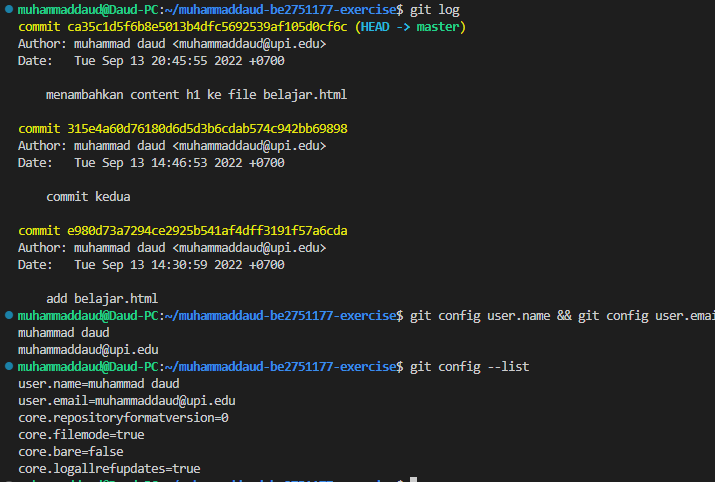 muhammaddaud@Daud-PC:~/muhammaddaud-be2751177-exercise$ git log
commit ca35c1d5f6b8e5013b4dfc5692539af105d0cf6c (HEAD -> master)
Author: muhammad daud <muhammaddaud@upi.edu>
Date:   Tue Sep 13 20:45:55 2022 +0700
menambahkan content h1 ke file belajar.html
commit 315e4a60d76180d6d5d3b6cdab574c942bb69898
Author: muhammad daud <muhammaddaud@upi.edu>
Date:   Tue Sep 13 14:46:53 2022 +0700
commit kedua
commit e980d73a7294ce2925b541af4dff3191f57a6cda
Author: muhammad daud <muhammaddaud@upi.edu>
Date:   Tue Sep 13 14:30:59 2022 +0700
add belajar.html
muhammaddaud@Daud-PC:~/muhammaddaud-be2751177-exercise$ git config user.name && git config user.emai
muhammad daud
muhammaddaud@upi.edu
muhammaddaud@Daud-PC:~/muhammaddaud-be2751177-exercise$ git config --list
user.name=muhammad daud
user.email=muhammaddaud@upi.edu
core.repositoryformatversion=0
core.filemode=true
core.bare=false
core.logallrefupdates=true